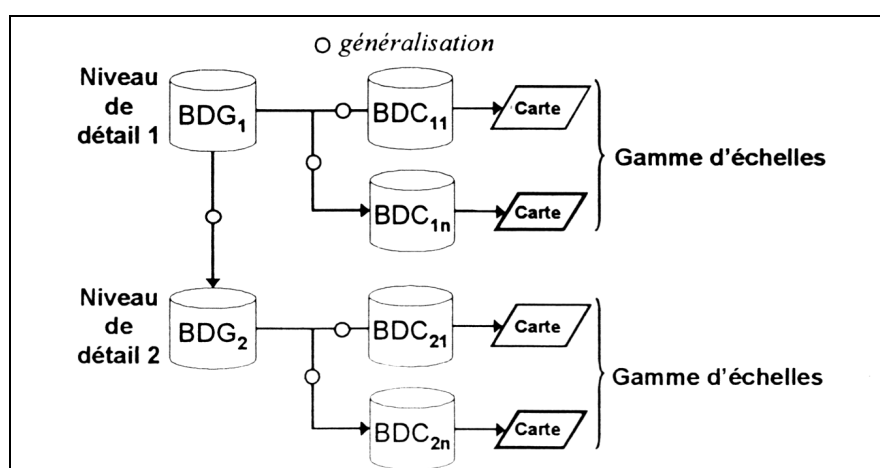 généralisation
Niveau
de
détail 1
BDG1
BDC11
Carte
Gamme d'échelles
BDC1n
Carte
Niveau
de
détail 2
BDG2
BDC21
Carte
Gamme d'échelles
BDC2n
Carte